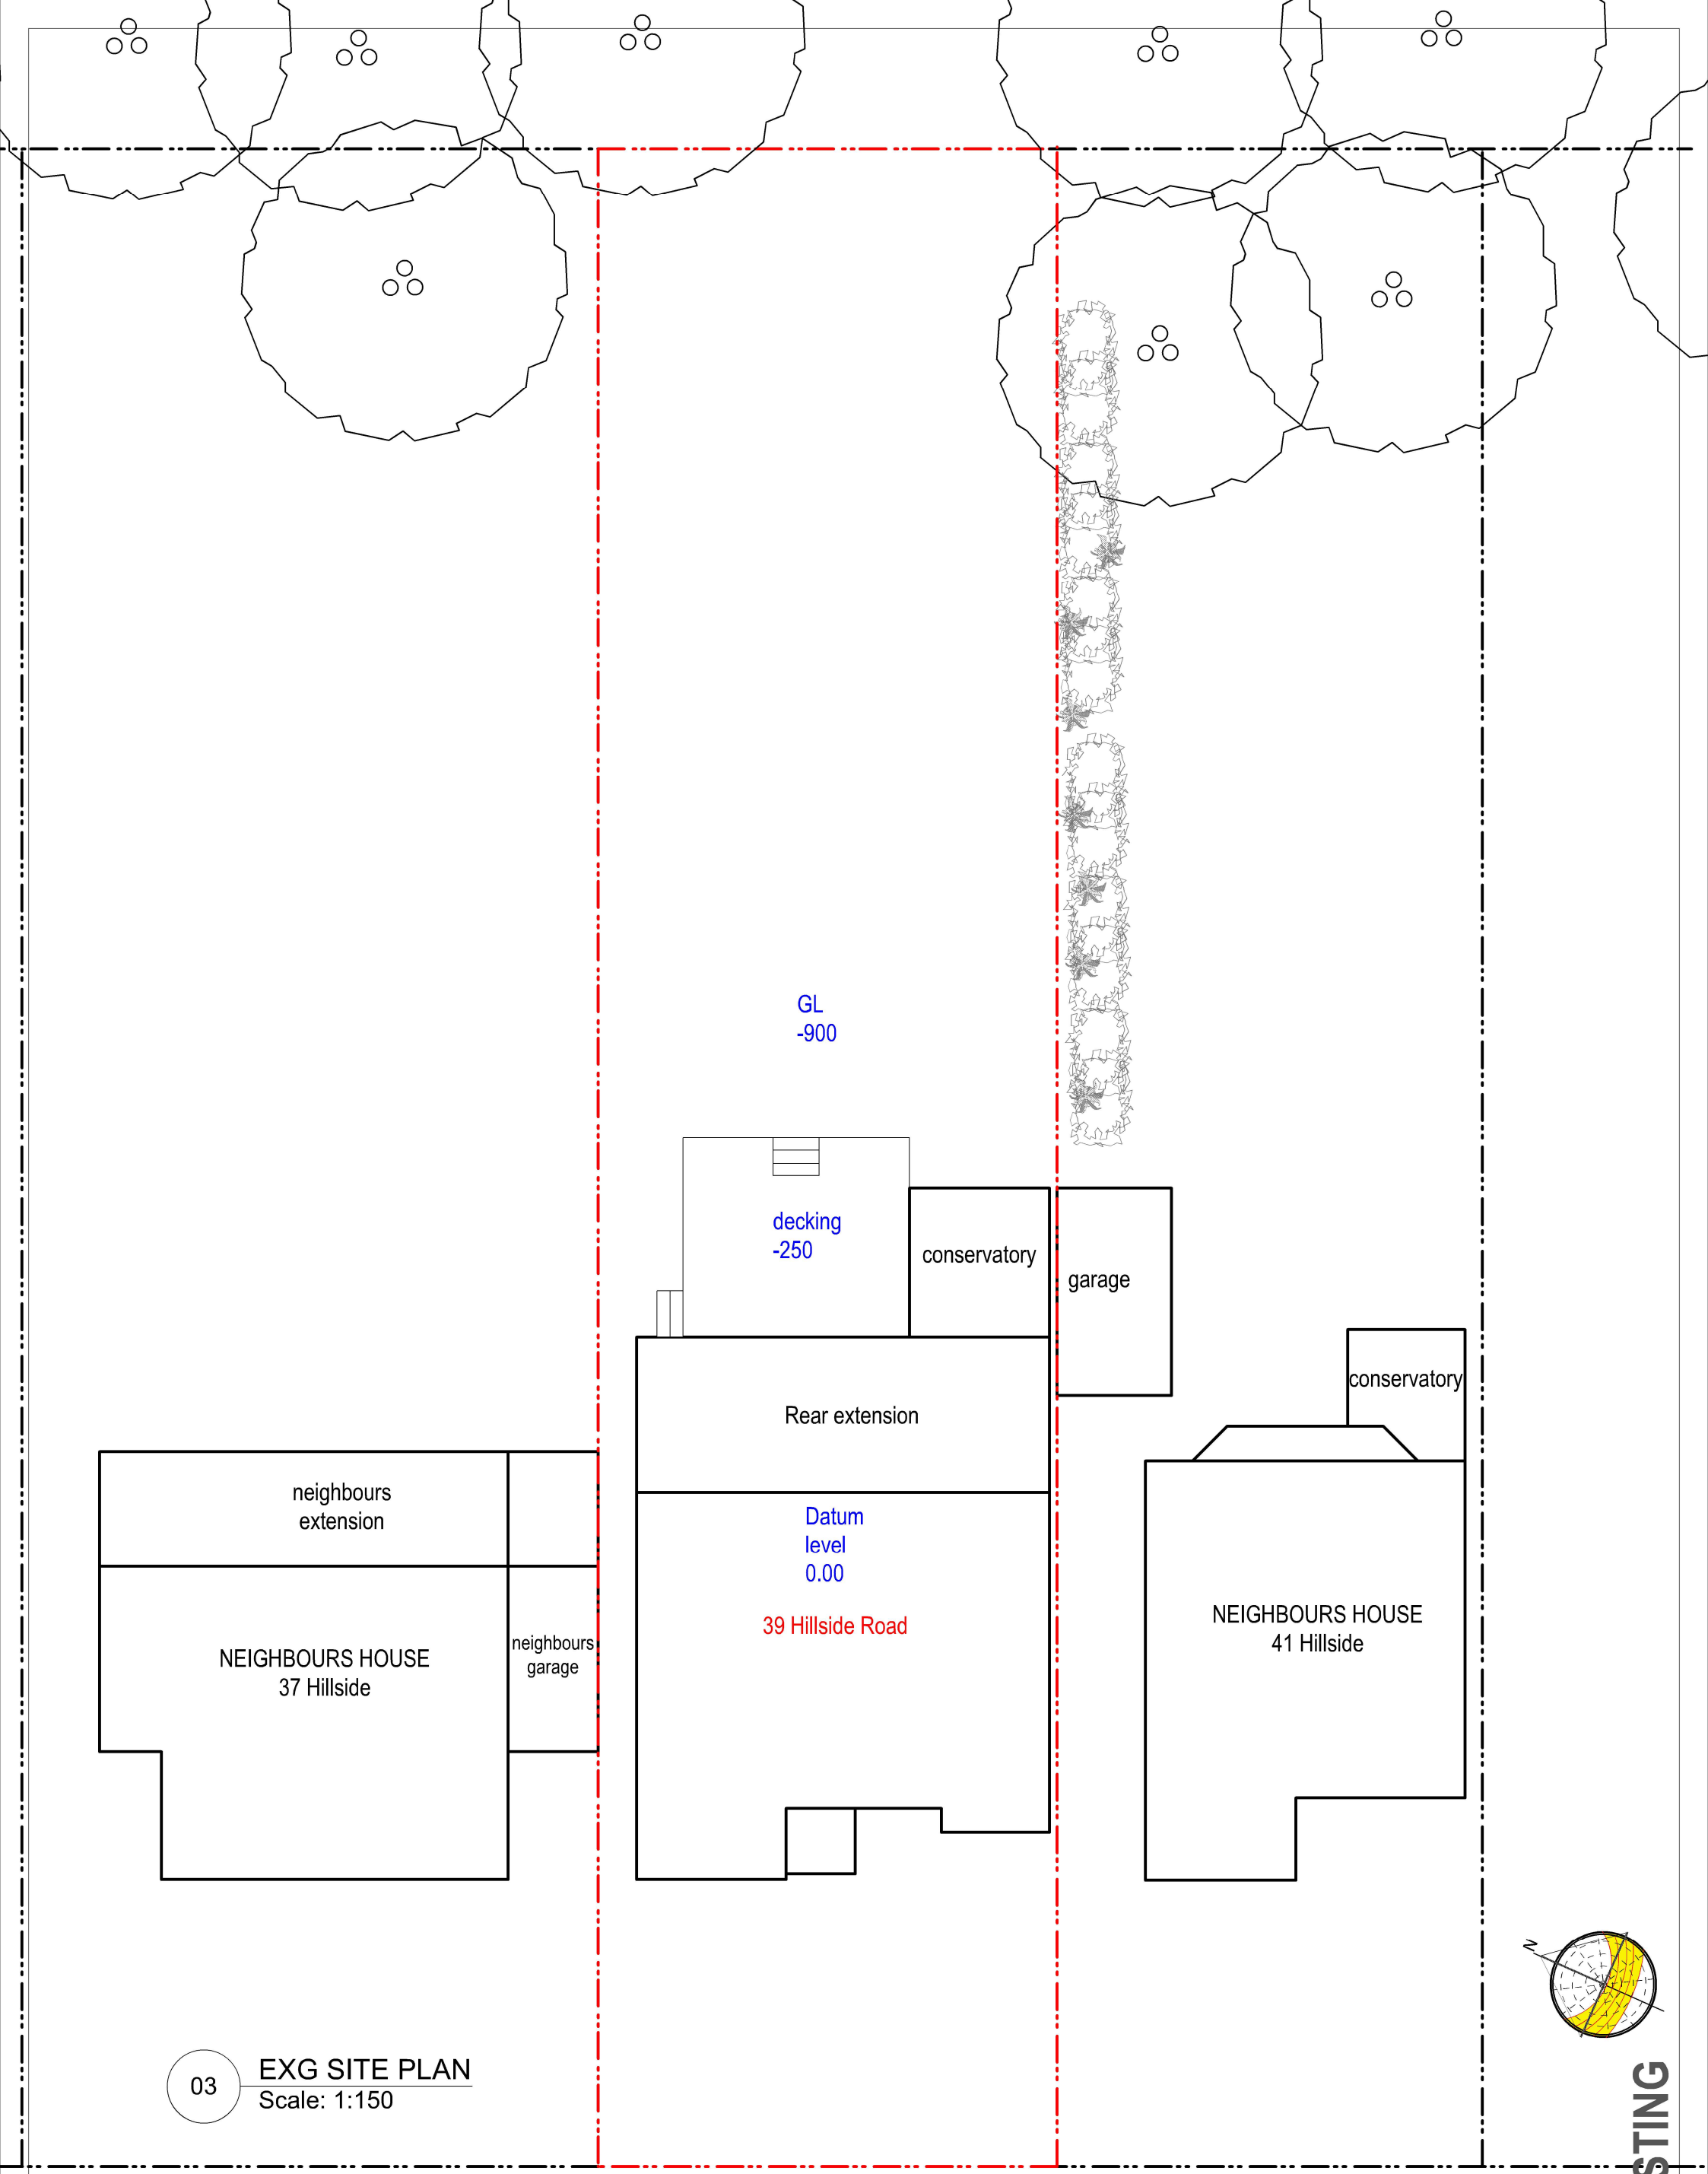 GL
-900
decking
-250
conservatory
garage
conservatory
Rear extension
neighbours
extension
Datum
level
0.00
39 Hillside Road
NEIGHBOURS HOUSE
41 Hillside
neighbours
garage
NEIGHBOURS HOUSE
37 Hillside
N
03
EXG SITE PLAN
Scale: 1:150
STING